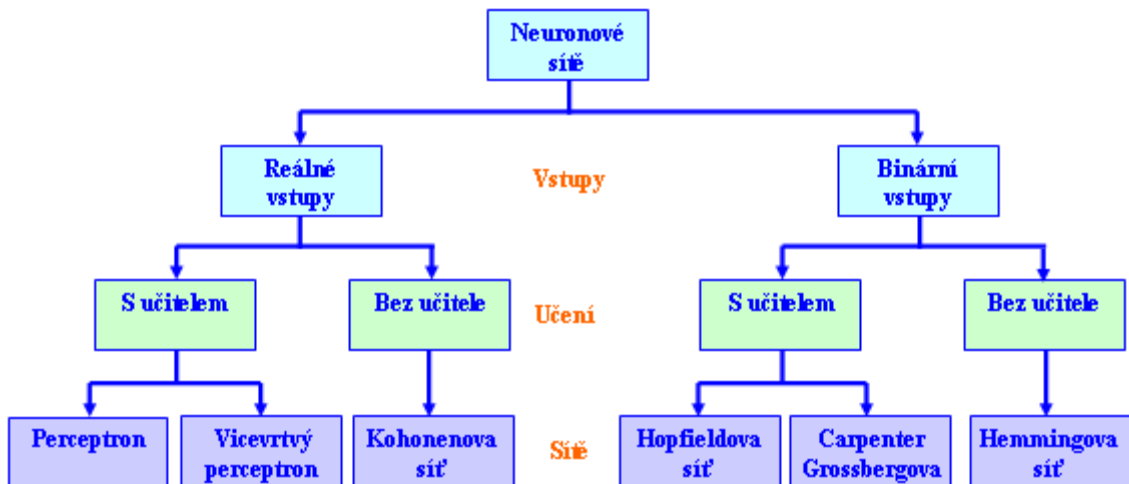 Neuronové
sítě
Reálné
vstupy
Vstupy
Binární
vstupy
S učitelem
Bez učitele
Učení
S učitelem
Bez učitele
Perceptron
Vicevrtvý
perceptron
Kohonenova
síť
Sítě
Hopfieldova
síť
Carpenter
Grossbergova
Hemmingova
síť